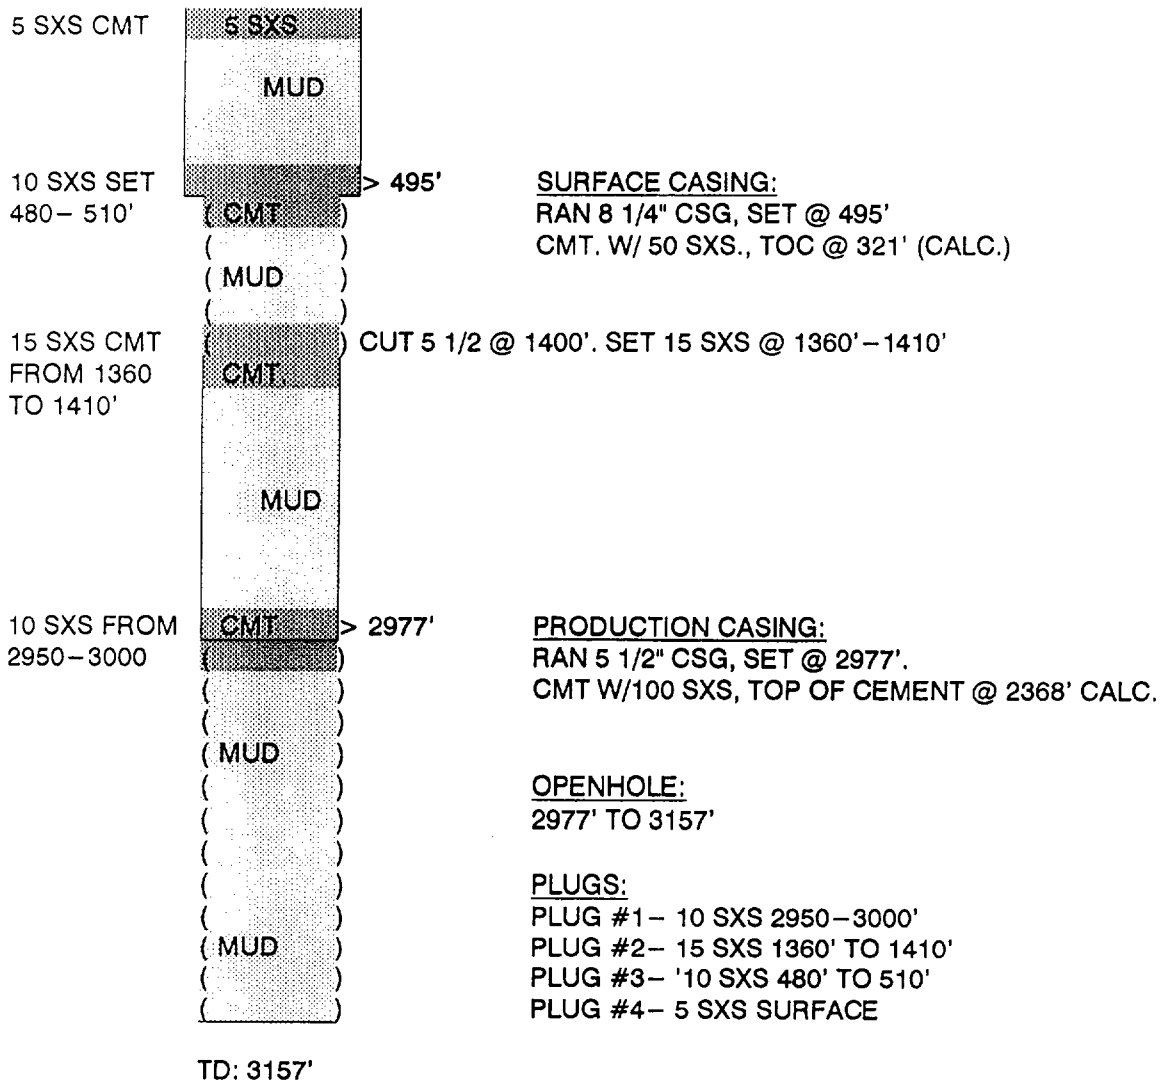 5 SXS CMT
5 SXS
MUD
10 SXS SET
480– 510'
> 495'
CMT
MUD
SURFACE CASING:
RAN 8 1/4" CSG, SET @ 495'
CMT. W/ 50 SXS., TOC @ 321' (CALC.)
15 SXS CMT
FROM 1360
TO 1410'
CUT 5 1/2 @ 1400'. SET 15 SXS @ 1360'–1410'
CMT.
MUD
10 SXS FROM
2950–3000
CMT
> 2977'
PRODUCTION CASING:
RAN 5 1/2" CSG, SET @ 2977'.
CMT W/100 SXS, TOP OF CEMENT @ 2368' CALC.
MUD
OPENHOLE:
2977' TO 3157'
MUD
PLUGS:
PLUG #1– 10 SXS 2950–3000'
PLUG #2– 15 SXS 1360' TO 1410'
PLUG #3– '10 SXS 480' TO 510'
PLUG #4– 5 SXS SURFACE
TD: 3157'